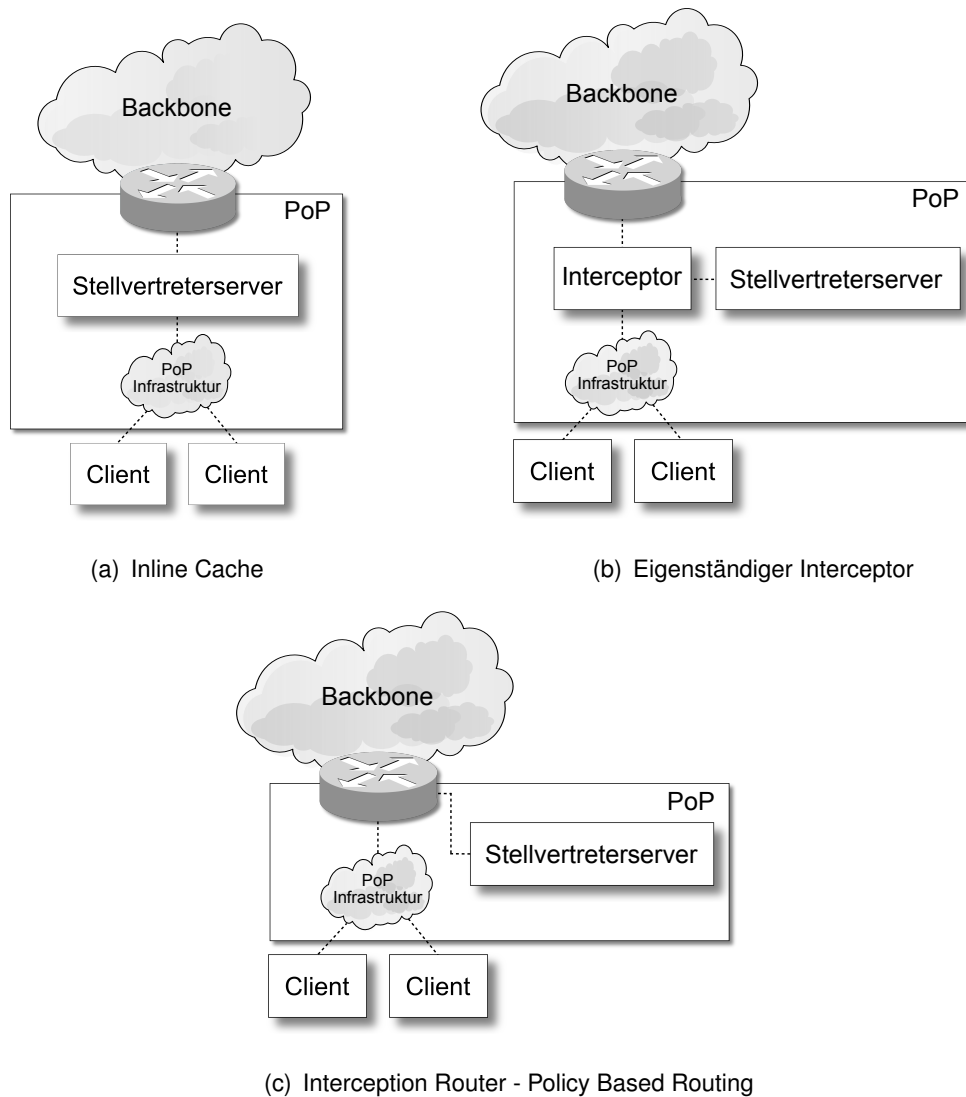 Backbone
PoP
Stellvertreterserver
PoP
Infrastruktur
Client
Client
(a) Inline Cache
Backbone
PoP
Interceptor
Stellvertreterserver
PoP
Infrastruktur
Client
Client
(b) Eigenständiger Interceptor
Backbone
PoP
Stellvertreterserver
PoP
Infrastruktur
Client
Client
(c) Interception Router - Policy Based Routing